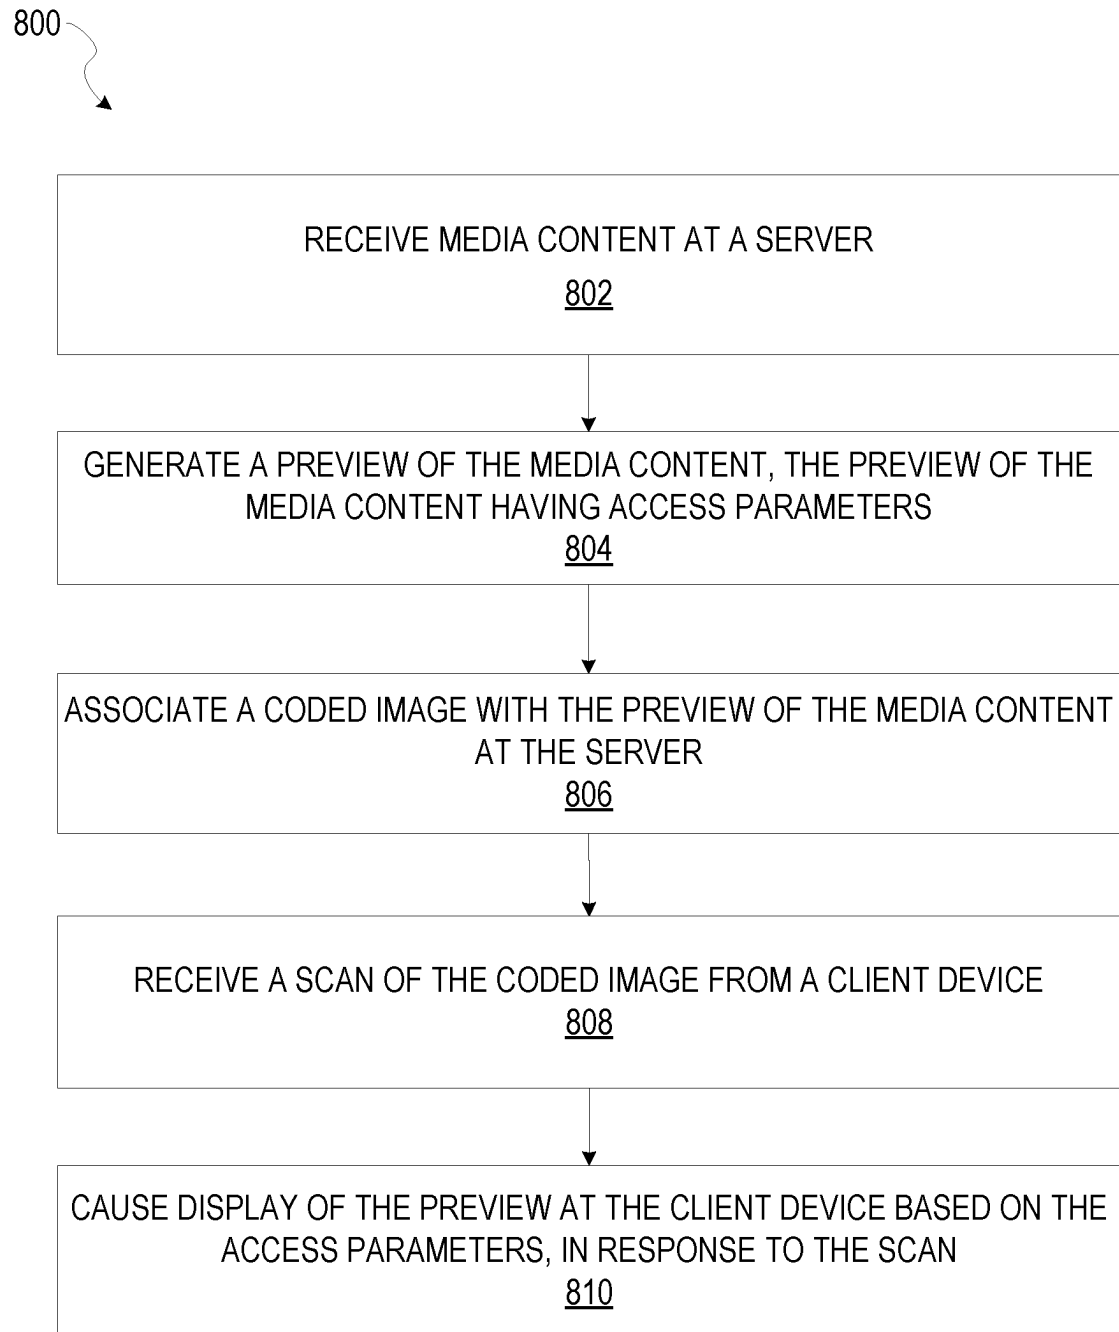 800
RECEIVE MEDIA CONTENT AT A SERVER
802
GENERATE A PREVIEW OF THE MEDIA CONTENT, THE PREVIEW OF THE
MEDIA CONTENT HAVING ACCESS PARAMETERS
804
ASSOCIATE A CODED IMAGE WITH THE PREVIEW OF THE MEDIA CONTENT
AT THE SERVER
806
RECEIVE A SCAN OF THE CODED IMAGE FROM A CLIENT DEVICE
808
CAUSE DISPLAY OF THE PREVIEW AT THE CLIENT DEVICE BASED ON THE
ACCESS PARAMETERS, IN RESPONSE TO THE SCAN
810